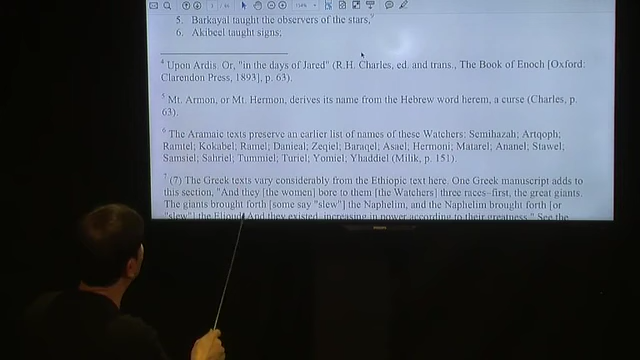 5. Barkayal taught the observers of the stars,7
6. Akibeel taught signs;
4 Upon Ardis. Or, "in the days of Jared" (R.H. Charles, ed. and trans., The Book of Enoch [Oxford:
Clarendon Press, 1893], p. 63).
5 Mt. Armon, or Mt. Hermon, derives its name from the Hebrew word herem, a curse (Charles, p.
63).
6 The Aramaic texts preserve an earlier list of names of these Watchers: Semihazah; Artqoph;
Ramtel; Kokabel; Ramel; Danieal; Zeqiel; Baraqel; Asael; Hermoni; Matarel; Ananel; Stawel;
Samsiel; Sahriel; Tummiel; Turiel; Yomiel; Yhaddiel (Milik, p. 151).
7 (7) The Greek texts vary considerably from the Ethiopic text here. One Greek manuscript adds to
this section, "And they [the women] bore to them [the Watchers] three races–first, the great giants.
The giants brought forth [some say "slew"] the Naphelim, and the Naphelim brought forth [or
"slew"] the Elioud. And they existed, increasing in power according to their greatness." See the